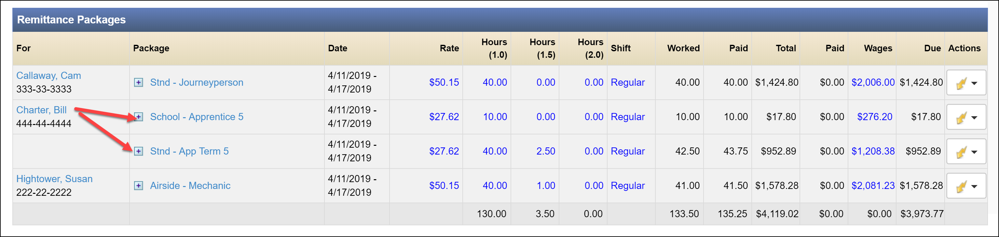 Remittance Packages
For Package Date Rate Hours (1.0) Hours (1.5) Hours (2.0) Shift Worked Paid Total Paid Wages Due Actions
Callaway, Cam
333-33-3333
Stnd - Journeyperson
4/11/2019 -
4/17/2019
$50.15 40.00 0.00 0.00 Regular 40.00 40.00 $1,424.80 $0.00 $2,006.00 $1,424.80
Charter, Bill
444-44-4444
School - Apprentice 5
4/11/2019 -
4/17/2019
$27.62 10.00 0.00 0.00 Regular 10.00 10.00 $17.80 $0.00 $276.20 $17.80
Stnd - App Term 5
4/11/2019 -
4/17/2019
$27.62 40.00 2.50 0.00 Regular 42.50 43.75 $952.89 $0.00 $1,208.38 $952.89
Hightower, Susan
222-22-2222
Airside - Mechanic
4/11/2019 -
4/17/2019
$50.15 40.00 1.00 0.00 Regular 41.00 41.50 $1,578.28 $0.00 $2,081.23 $1,578.28
130.00 3.50 0.00 133.50 135.25 $4,119.02 $0.00 $0.00 $3,973.77